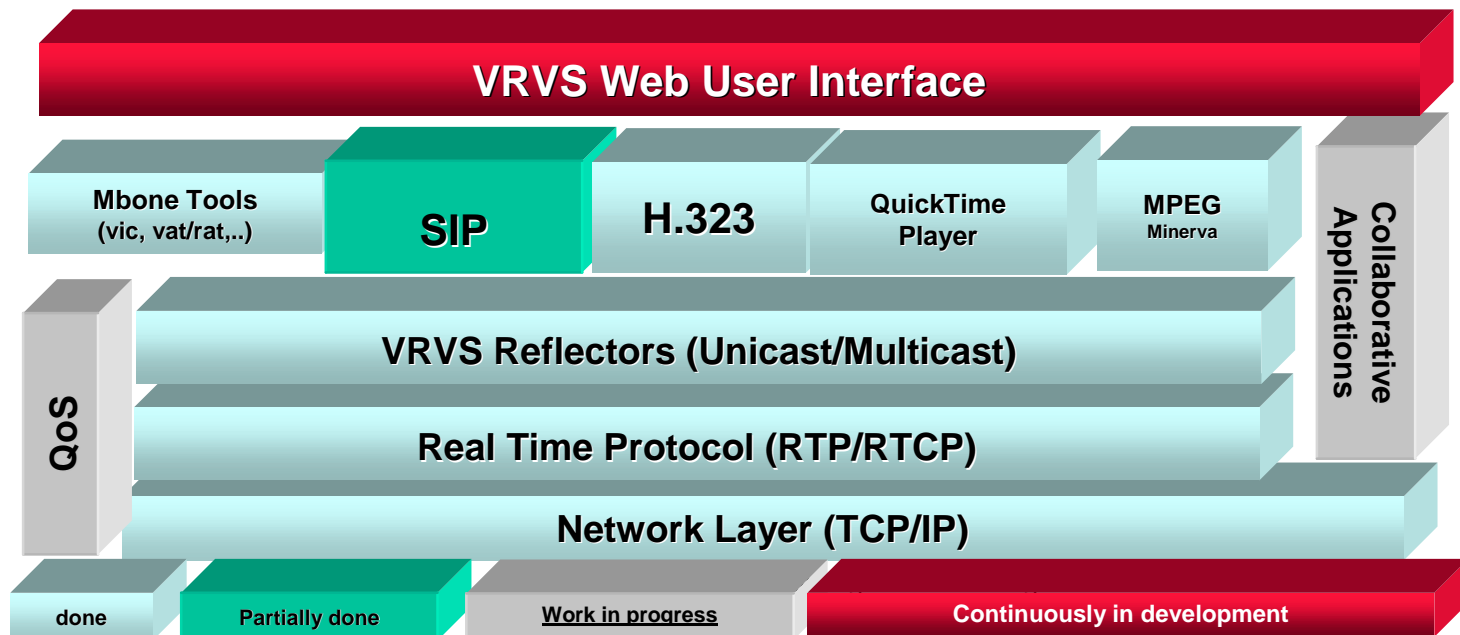 VRVS Web User Interface
Mbone Tools
(vic, vat/rat,..)
SIP
H.323
QuickTime
Player
MPEG
Minerva
Collaborative
Applications
QoS
VRVS Reflectors (Unicast/Multicast)
Real Time Protocol (RTP/RTCP)
Network Layer (TCP/IP)
done
Partially done
Work in progress
Continuously in development